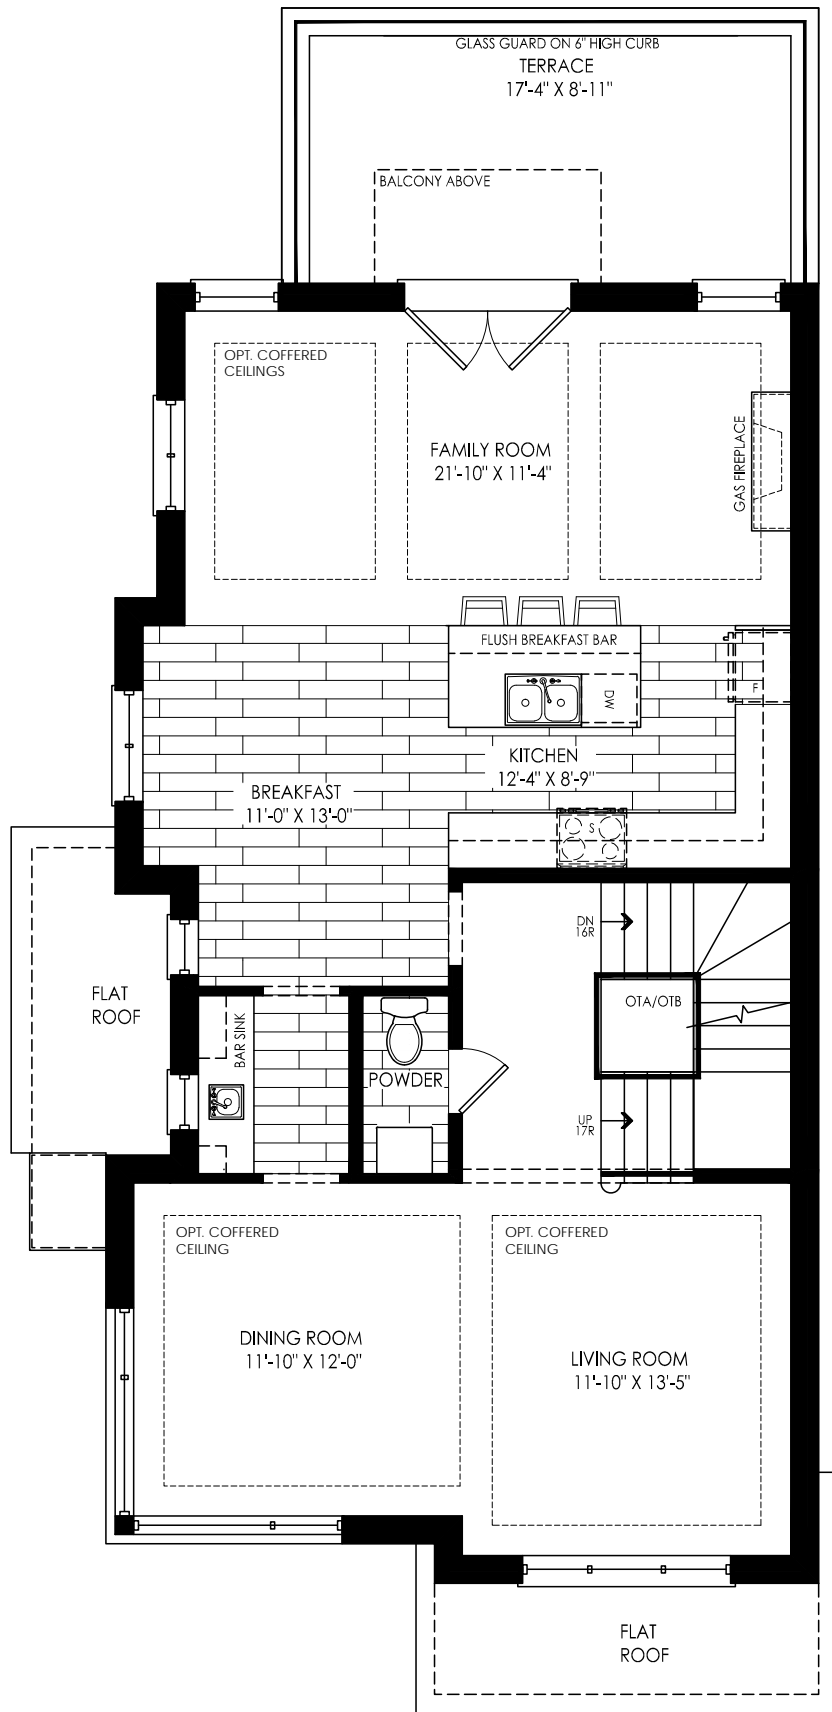 GLASS GUARD ON 6" HIGH CURB
TERRACE
17'-4" X 8'-11"
BALCONY ABOVE
OPT. COFFERED
CEILINGS
FAMILY ROOM
21'-10" X 11'-4"
GAS FIREPLACE
FLUSH BREAKFAST BAR
DW
F
KITCHEN
12'-4" X 8'-9"
BREAKFAST
11'-0" X 13'-0"
S
DN
16R
FLAT
ROOF
OTA/OTB
BAR SINK
POWDER
UP
17R
OPT. COFFERED
CEILING
OPT. COFFERED
CEILING
DINING ROOM
11'-10" X 12'-0"
LIVING ROOM
11'-10" X 13'-5"
FLAT
ROOF